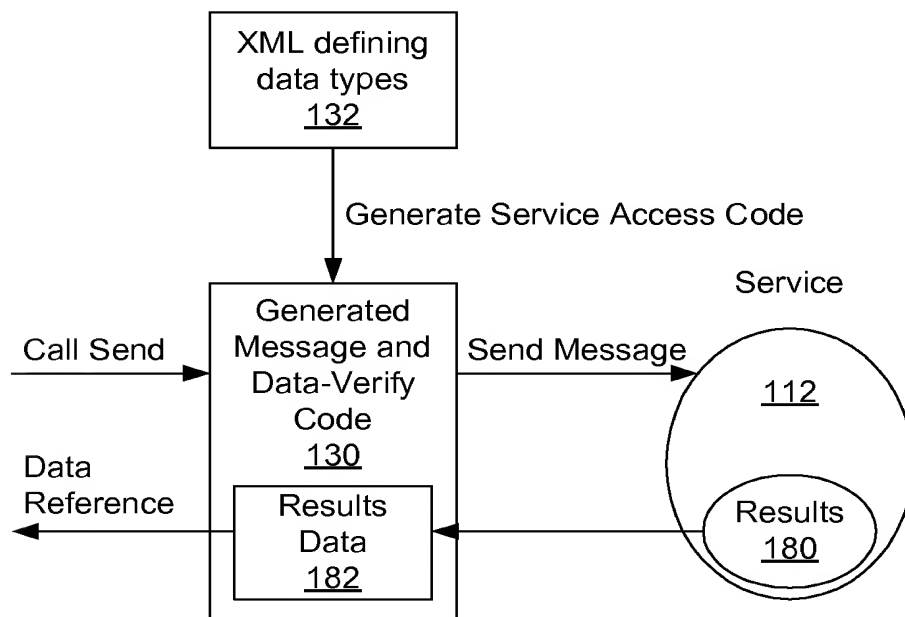 XML defining
data types
132
Generate Service Access Code
Service
Call Send
Generated
Message and
Data-Verify
Code
130
Send Message
112
Data
Reference
Results
Data
182
Results
180